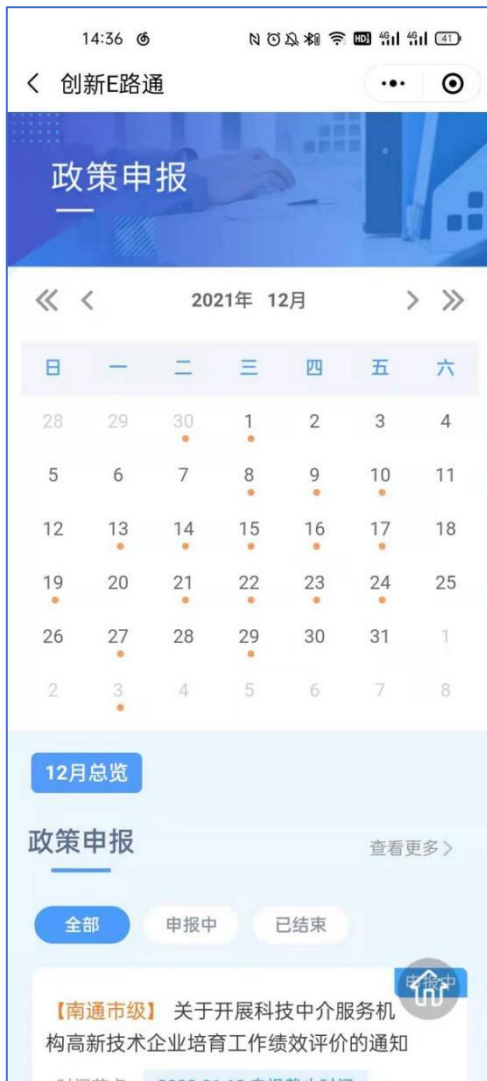 14:36 4G 4G 41
创新E路通
政策申报
2021年 12月
日 一 二 三 四 五 六
28 29 30 1 2 3 4
5 6 7 8 9 10 11
12 13 14 15 16 17 18
19 20 21 22 23 24 25
26 27 28 29 30 31 1
2 3 4 5 6 7 8
12月总览
政策申报 查看更多
全部 申报中 已结束
申报中
【南通市级】 关于开展科技中介服务机
构高新技术企业培育工作绩效评价的通知